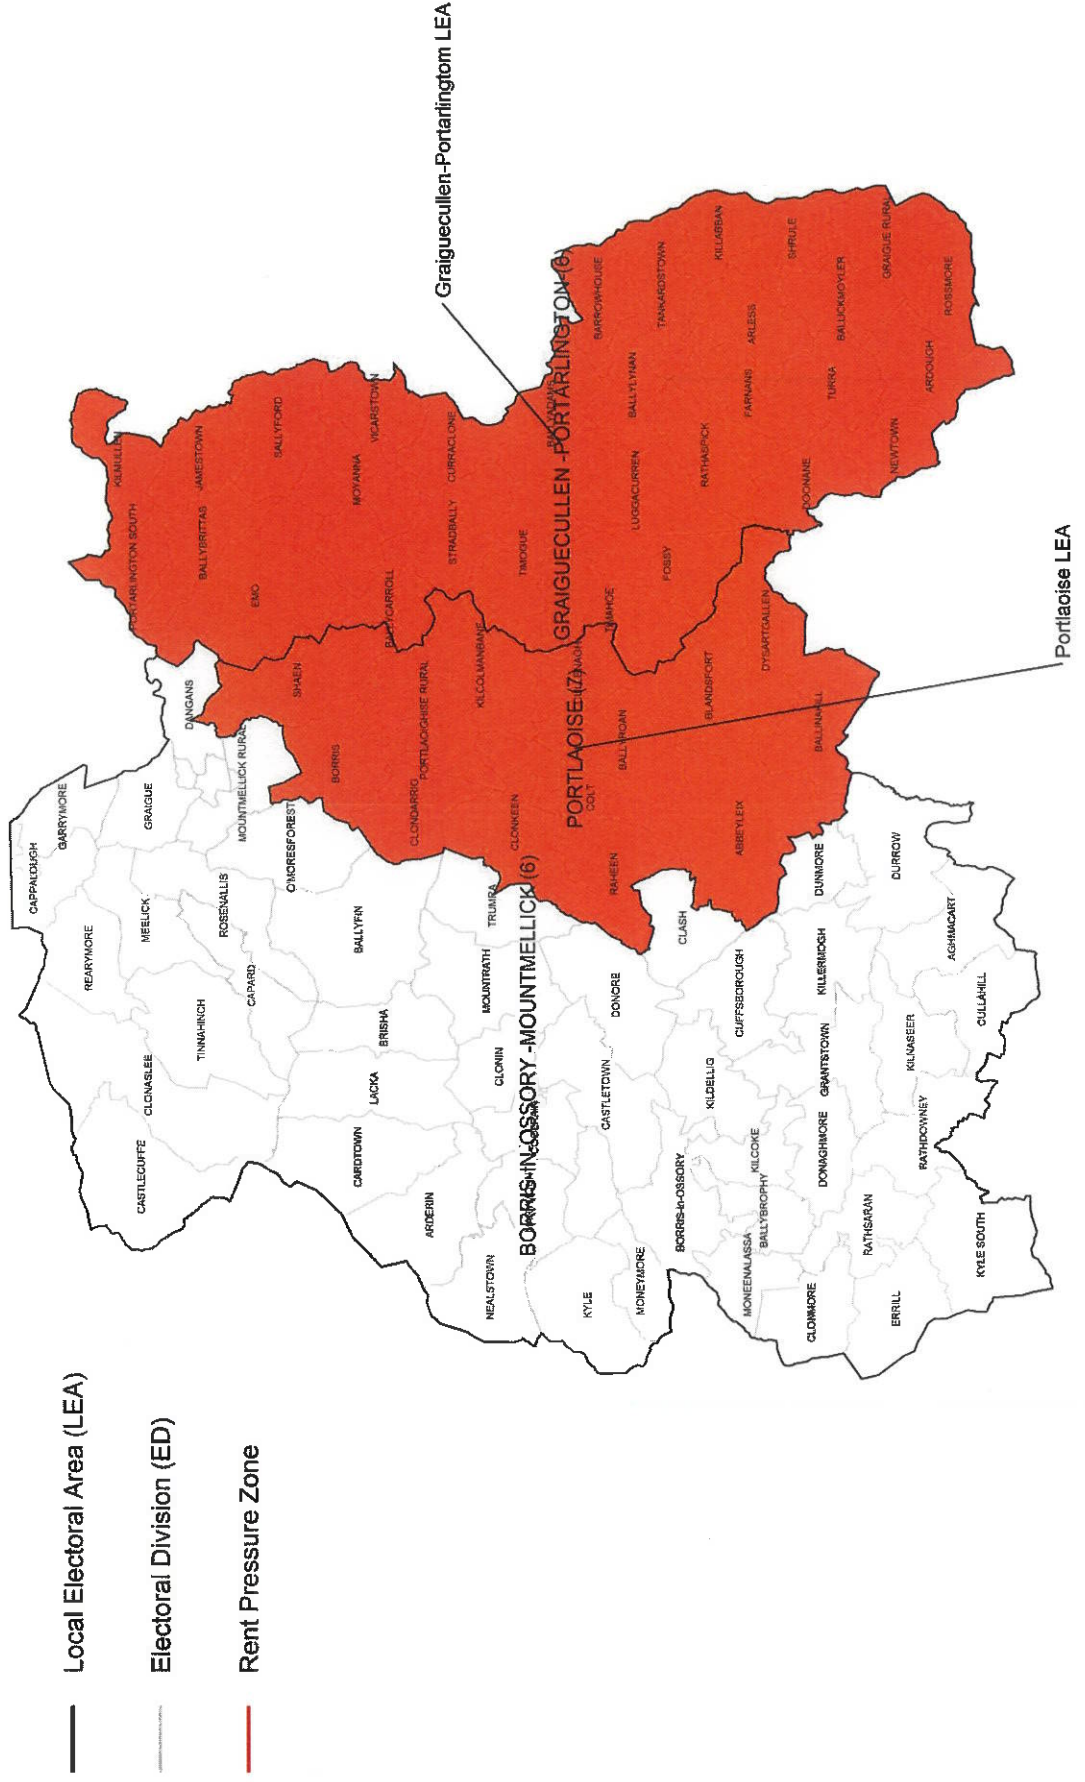 Local Electoral Area (LEA)
Electoral Division (ED)
Rent Pressure Zone
Graiguecullen-Portarlingtom LEA
Portlaoise LEA
BORRIS-IN-OSSORY -MOUNTMELLICK (6)
PORTLAOISE (7)
GRAIGUECULLEN -PORTARLINGTON-(6)
CAPPALOUGH
GARRYMORE
REARYMORE
MEELICK
GRAIGUE
DANGANS
CASTLECUFFE
CLONASLEE
TINNAHINCH
ROSENALLIS
CAPARD
MOUNTMELLICK RURAL
O'MORESFOREST
BALLYFIN
BRISHA
LACKA
CARDTOWN
ARDERIN
NEALSTOWN
CLONIN
MOUNTRATH
TRUMRA
KYLE
MONEYMORE
CASTLETOWN
DONORE
CLASH
BORRIS-In-OSSORY
KILDELLIG
CUFFSBOROUGH
MONEENALASSA
BALLYBROPHY
KILCOKE
CLONMORE
DONAGHMORE
GRANTSTOWN
KILLERMOGH
DUNMORE
RATHSARAN
ERRILL
RATHDOWNEY
KILNASEER
DURROW
AGHMACART
CULLAHILL
KYLE SOUTH
SHAEN
BORRIS
CLONDARRIG
PORTLAOIGHISE RURAL
KILCOLMANBANE
CLONKEEN
COLT
RAHEEN
BALLYROAN
BLANDSFORT
ABBEYLEIX
BALLINAKILL
DYSARTGALLEN
KILMULLEN
PORTARLINGTON SOUTH
JAMESTOWN
BALLYBRITTAS
EMO
SALLYFORD
VICARSTOWN
MOYANNA
BALLYCARROLL
CURRACLONE
STRADBALLY
TIMOGUE
BALLYADAMS
BARROWHOUSE
BALLYLYNAN
TANKARDSTOWN
LUGGACURREN
TIMAHOE
FOSSY
RATHASPICK
KILLABBAN
ARLESS
FARNANS
SHRULE
DOONANE
TURRA
BALLICKMOYLER
GRAIGUE RURAL
NEWTOWN
ARDOUGH
ROSSMORE